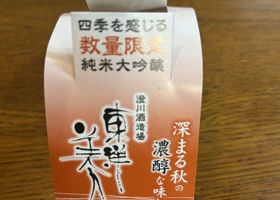 四季を感じる
数量限定
純米大吟醸
澄川酒造場
東洋美人
深まる秋の
濃醇な味